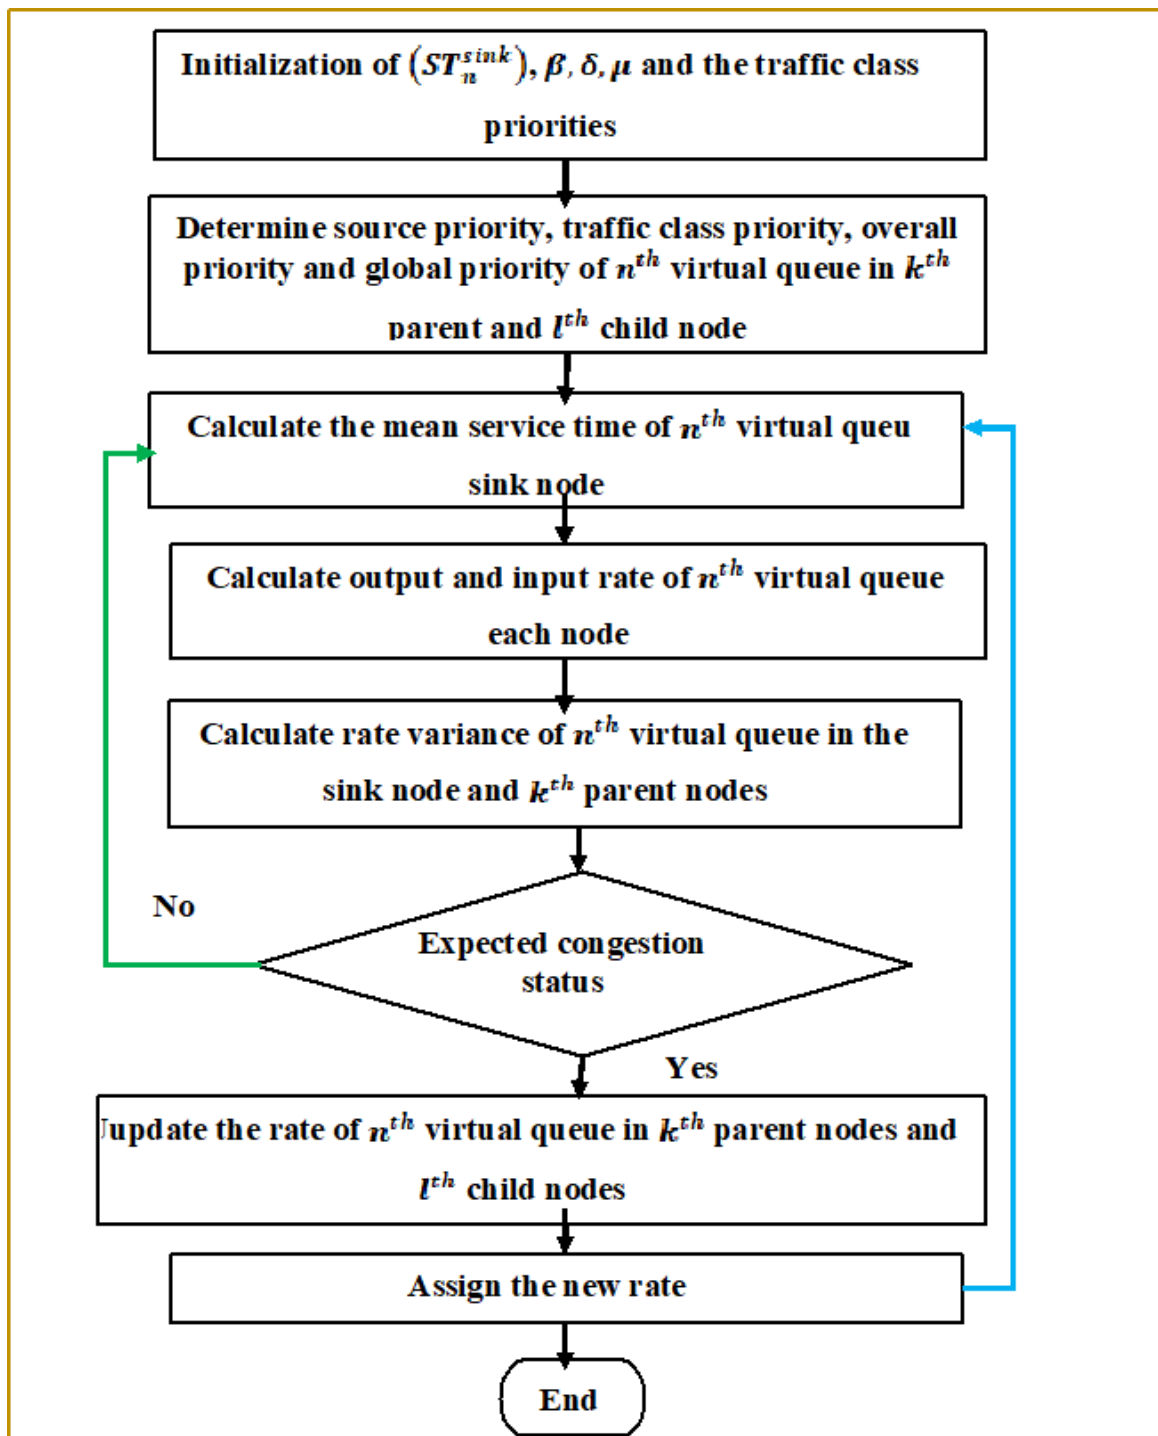 Initialization of (ST_n^sink), β, δ, μ and the traffic class
priorities
Determine source priority, traffic class priority, overall
priority and global priority of n^th virtual queue in k^th
parent and l^th child node
Calculate the mean service time of n^th virtual queu
sink node
Calculate output and input rate of n^th virtual queue
each node
Calculate rate variance of n^th virtual queue in the
sink node and k^th parent nodes
No
Expected congestion
status
Yes
Uupdate the rate of n^th virtual queue in k^th parent nodes and
l^th child nodes
Assign the new rate
End